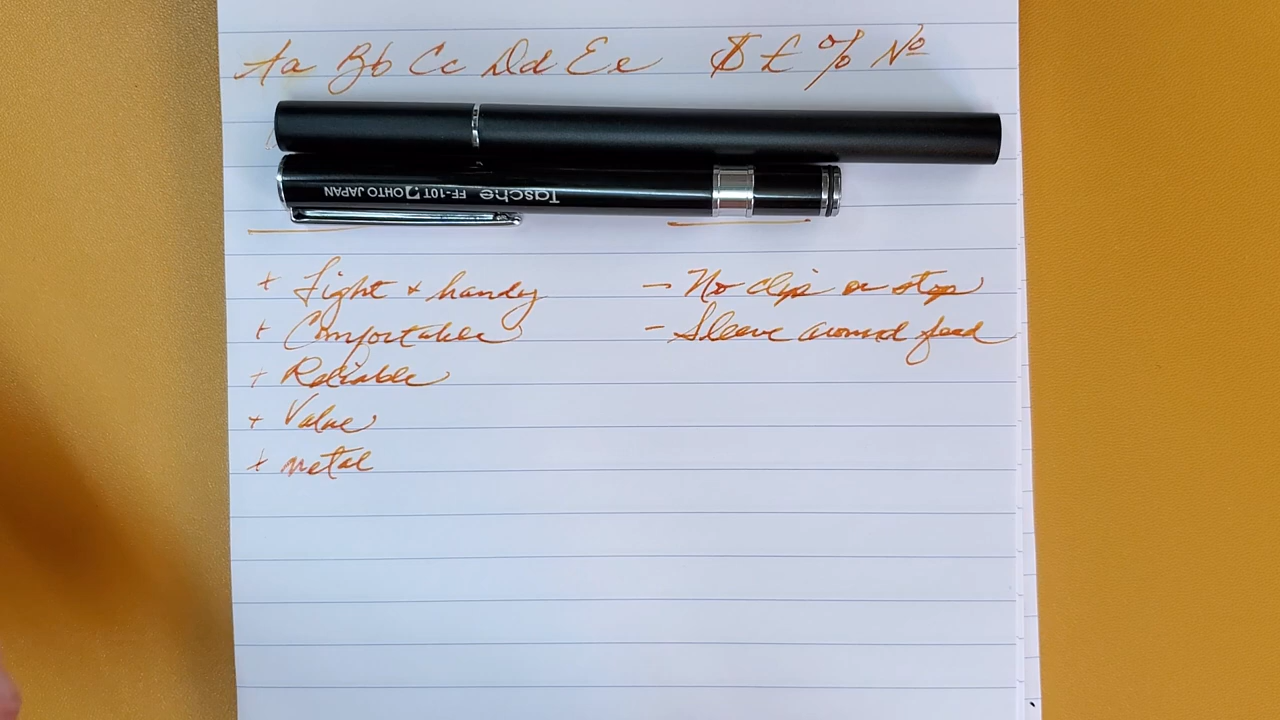 Aa Bb Cc Dd Ee $ £ % №
Tasche FF-10T OHTO JAPAN
+ Light + handy
+ Comfortable
+ Reliable
+ Value
+ metal
- No clip or stop
- Sleeve around feed